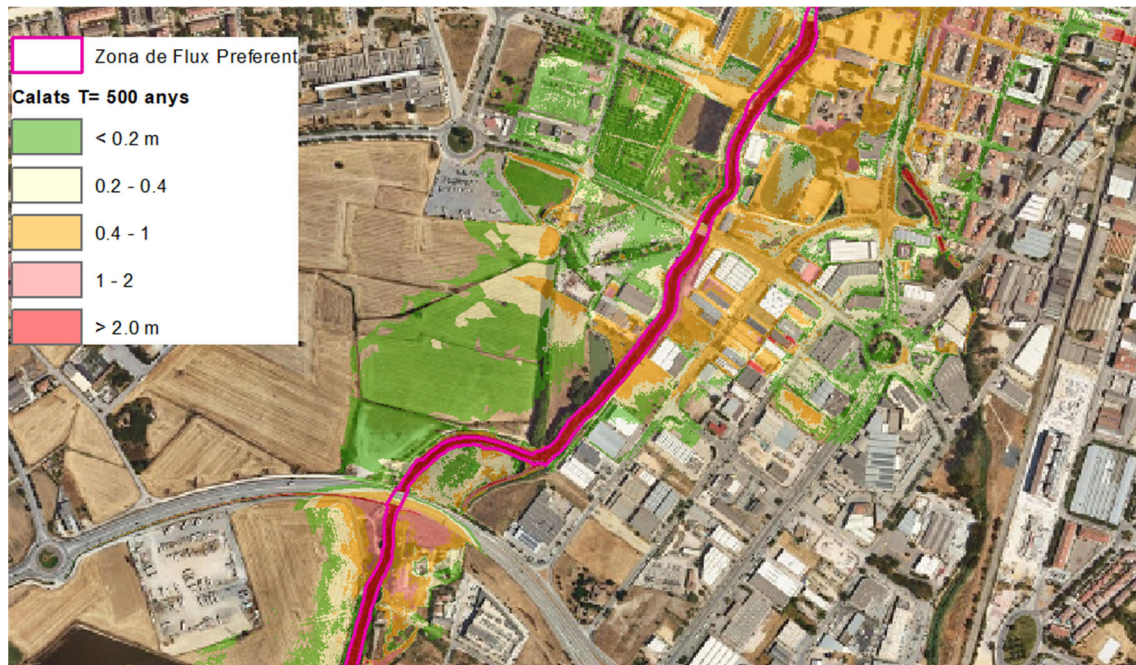 Zona de Flux Preferent
Calats T= 500 anys
< 0.2 m
0.2 - 0.4
0.4 - 1
1 - 2
> 2.0 m